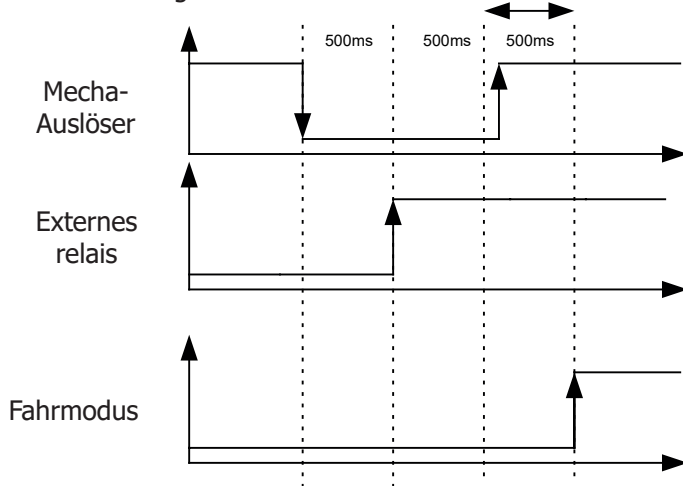 500ms 500ms 500ms
Mecha-
Auslöser
Externes
relais
Fahrmodus